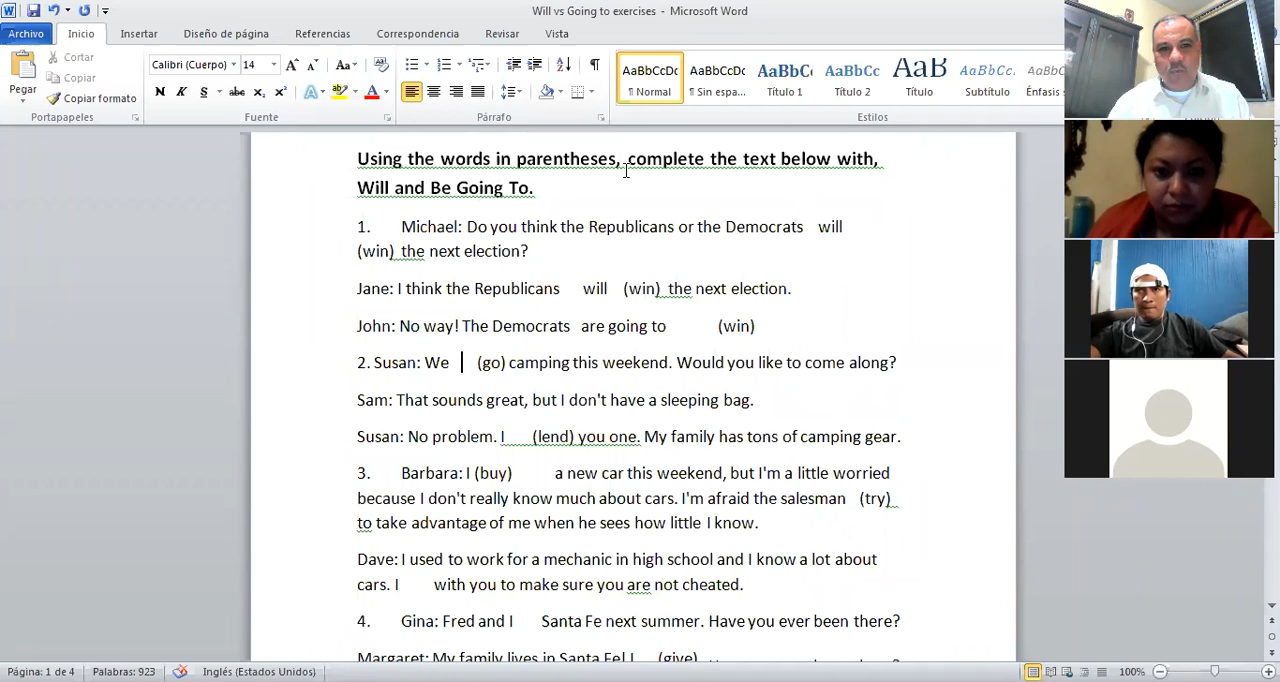 Will vs Going to exercises - Microsoft Word
Archivo Inicio Insertar Diseño de página Referencias Correspondencia Revisar Vista
Pegar
Cortar
Copiar
Copiar formato
Portapapeles
Calibri (Cuerpo) 14
Fuente
Párrafo
AaBbCcDc AaBbCcDc AaBbC( AaBbCc AaB AaBbCc. AaBbCcD
¶ Normal ¶ Sin espa... Título 1 Título 2 Título Subtítulo Énfasis
Estilos
Using the words in parentheses, complete the text below with,
Will and Be Going To.
1. Michael: Do you think the Republicans or the Democrats will
(win) the next election?
Jane: I think the Republicans will (win) the next election.
John: No way! The Democrats are going to (win)
2. Susan: We (go) camping this weekend. Would you like to come along?
Sam: That sounds great, but I don't have a sleeping bag.
Susan: No problem. I (lend) you one. My family has tons of camping gear.
3. Barbara: I (buy) a new car this weekend, but I'm a little worried
because I don't really know much about cars. I'm afraid the salesman (try)
to take advantage of me when he sees how little I know.
Dave: I used to work for a mechanic in high school and I know a lot about
cars. I with you to make sure you are not cheated.
4. Gina: Fred and I Santa Fe next summer. Have you ever been there?
Margaret: My family lives in Santa Fe! I (give)
Página: 1 de 4 Palabras: 923 Inglés (Estados Unidos) 100%